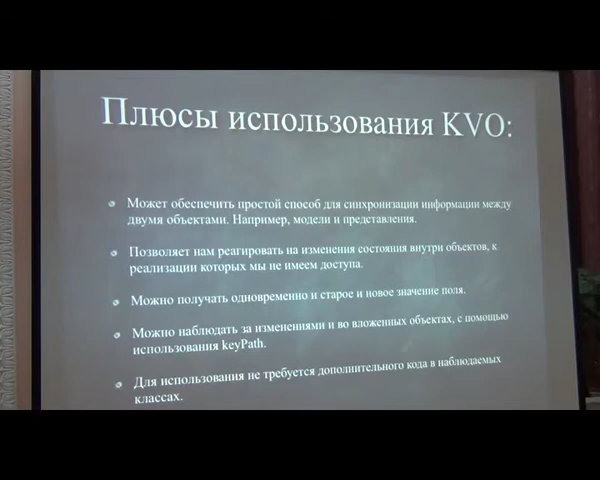 Плюсы использования KVO:
Может обеспечить простой способ для синхронизации информации между
двумя объектами. Например, модели и представления.
Позволяет нам реагировать на изменения состояния внутри объектов, к
реализации которых мы не имеем доступа.
Можно получать одновременно и старое и новое значение поля.
Можно наблюдать за изменениями и во вложенных объектах, с помощью
использования keyPath.
Для использования не требуется дополнительного кода в наблюдаемых
классах.